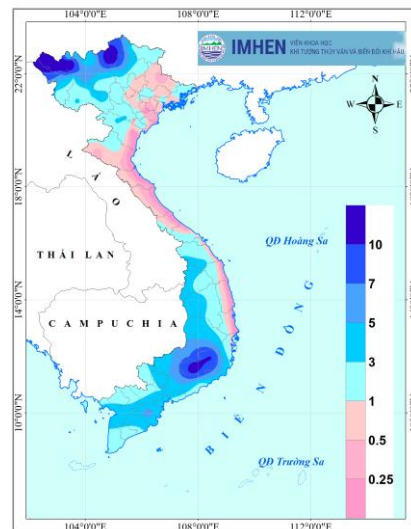 104°0'0"E 108°0'0"E 112°0'0"E
IMHEN VIỆN KHOA HỌC
KHÍ TƯỢNG THỦY VĂN VÀ BIẾN ĐỔI KHÍ HẬU
22°0'0"N
N
W E
S
LÀO
18°0'0"N
QĐ Hoàng Sa
THÁI LAN
10
7
14°0'0"N
CAMPUCHIA
5
3
BIỂN ĐÔNG
1
10°0'0"N
0.5
QĐ Trường Sa
0.25
104°0'0"E 108°0'0"E 112°0'0"E